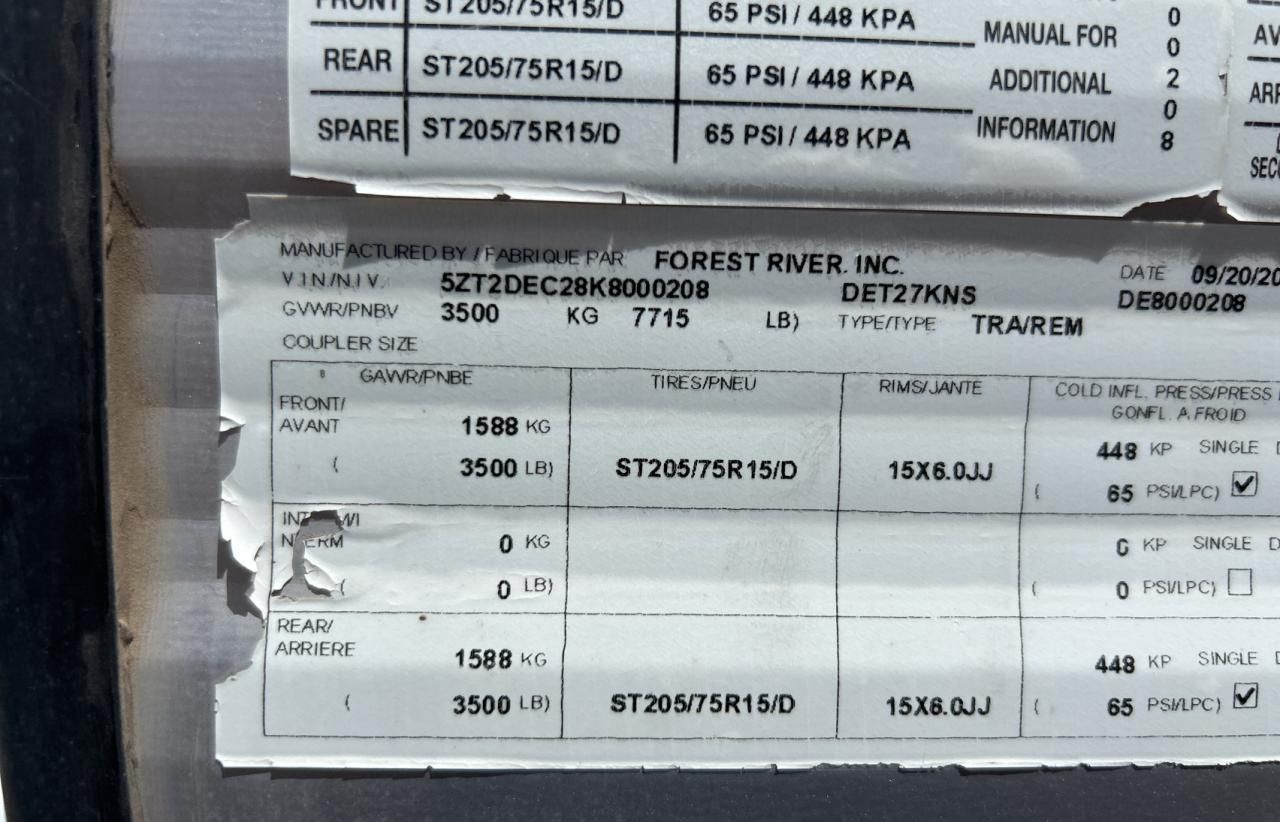 FRONT ST205/75R15/D 65 PSI / 448 KPA
REAR ST205/75R15/D 65 PSI / 448 KPA
SPARE ST205/75R15/D 65 PSI / 448 KPA
MANUAL FOR
ADDITIONAL
INFORMATION
0
0
2
0
8
AV
ARR
SECO
MANUFACTURED BY / FABRIQUE PAR FOREST RIVER. INC. DATE 09/20/20
V.I.N/N.I V. 5ZT2DEC28K8000208 DET27KNS DE8000208
GVWR/PNBV 3500 KG 7715 LB) TYPE/TYPE TRA/REM
COUPLER SIZE
GAWR/PNBE TIRES/PNEU RIMS/JANTE COLD INFL. PRESS/PRESS
GONFL. A FROID
FRONT/
AVANT 1588 KG 448 KP SINGLE D
( 3500 LB) ST205/75R15/D 15X6.0JJ ( 65 PSI/LPC) ☑
0 KG 0 KP SINGLE D
( 0 LB) ( 0 PSI/LPC) ☐
REAR/
ARRIERE 1588 KG 448 KP SINGLE D
( 3500 LB) ST205/75R15/D 15X6.0JJ ( 65 PSI/LPC) ☑